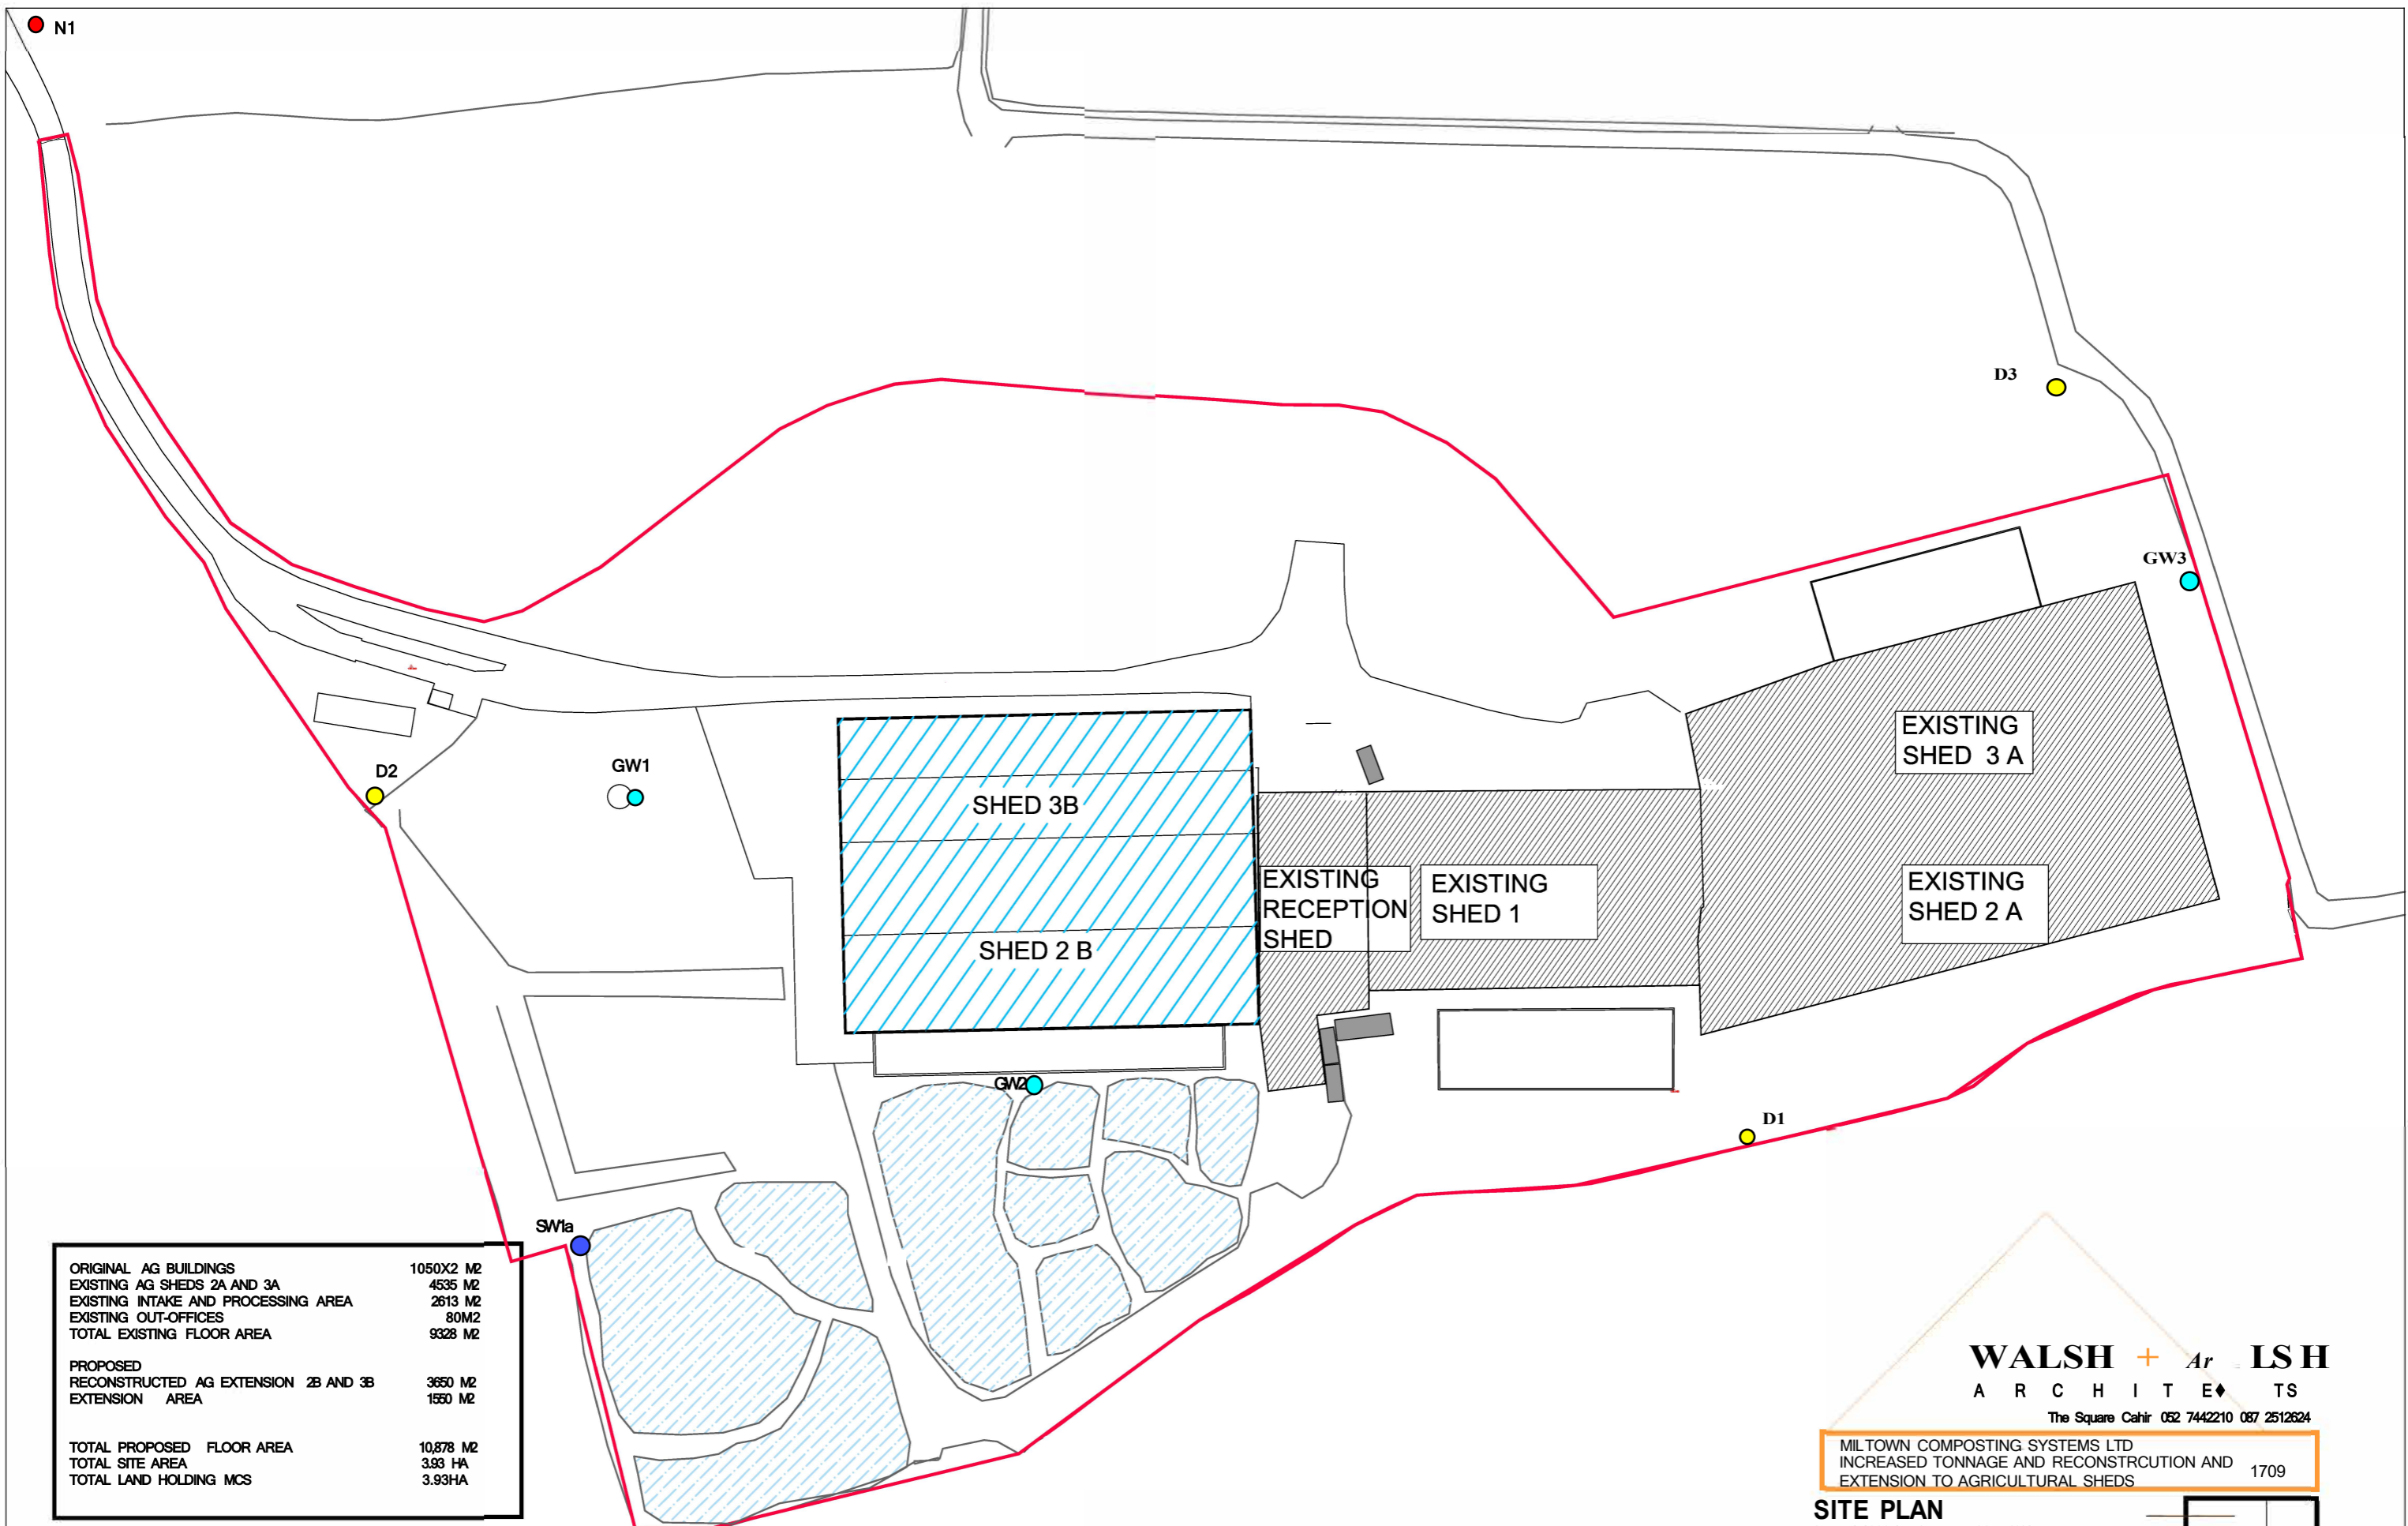 N1
D3
GW3
EXISTING
SHED 3 A
D2
GW1
SHED 3B
EXISTING
RECEPTION
SHED
EXISTING
SHED 1
EXISTING
SHED 2 A
SHED 2 B
GW2
D1
SW1a
ORIGINAL AG BUILDINGS 1050X2 M2
EXISTING AG SHEDS 2A AND 3A 4535 M2
EXISTING INTAKE AND PROCESSING AREA 2613 M2
EXISTING OUT-OFFICES 80M2
TOTAL EXISTING FLOOR AREA 9328 M2
PROPOSED
RECONSTRUCTED AG EXTENSION 2B AND 3B 3650 M2
EXTENSION AREA 1550 M2
TOTAL PROPOSED FLOOR AREA 10,878 M2
TOTAL SITE AREA 3.93 HA
TOTAL LAND HOLDING MCS 3.93HA
WALSH + Ar LS H
A R C H I T E♦ TS
The Square Cahir 052 7442210 087 2512624
MILTOWN COMPOSTING SYSTEMS LTD
INCREASED TONNAGE AND RECONSTRCUTION AND
EXTENSION TO AGRICULTURAL SHEDS 1709
SITE PLAN